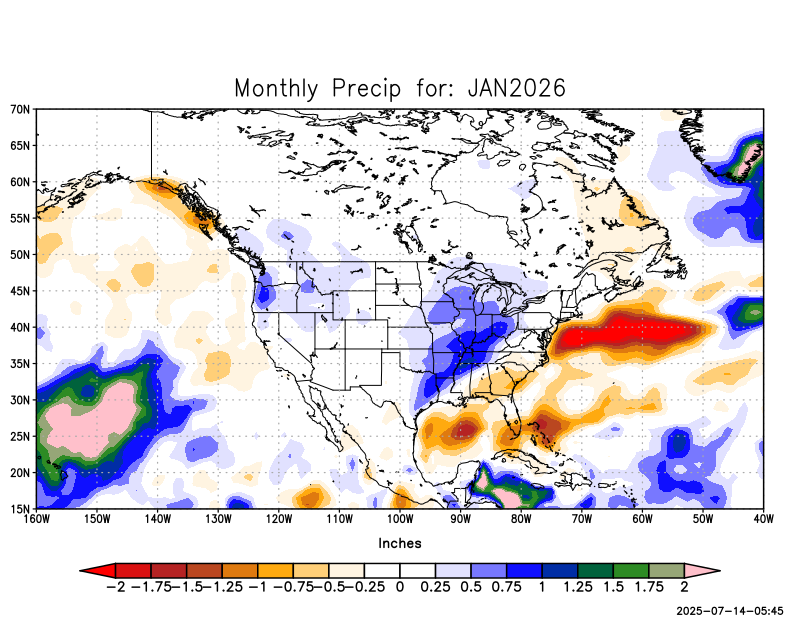 Monthly Precip for: JAN2026
70N
65N
60N
55N
50N
45N
40N
35N
30N
25N
20N
15N
160W 150W 140W 130W 120W 110W 100W 90W 80W 70W 60W 50W 40W
Inches
-2 -1.75 -1.5 -1.25 -1 -0.75 -0.5 -0.25 0 0.25 0.5 0.75 1 1.25 1.5 1.75 2
2025-07-14-05:45